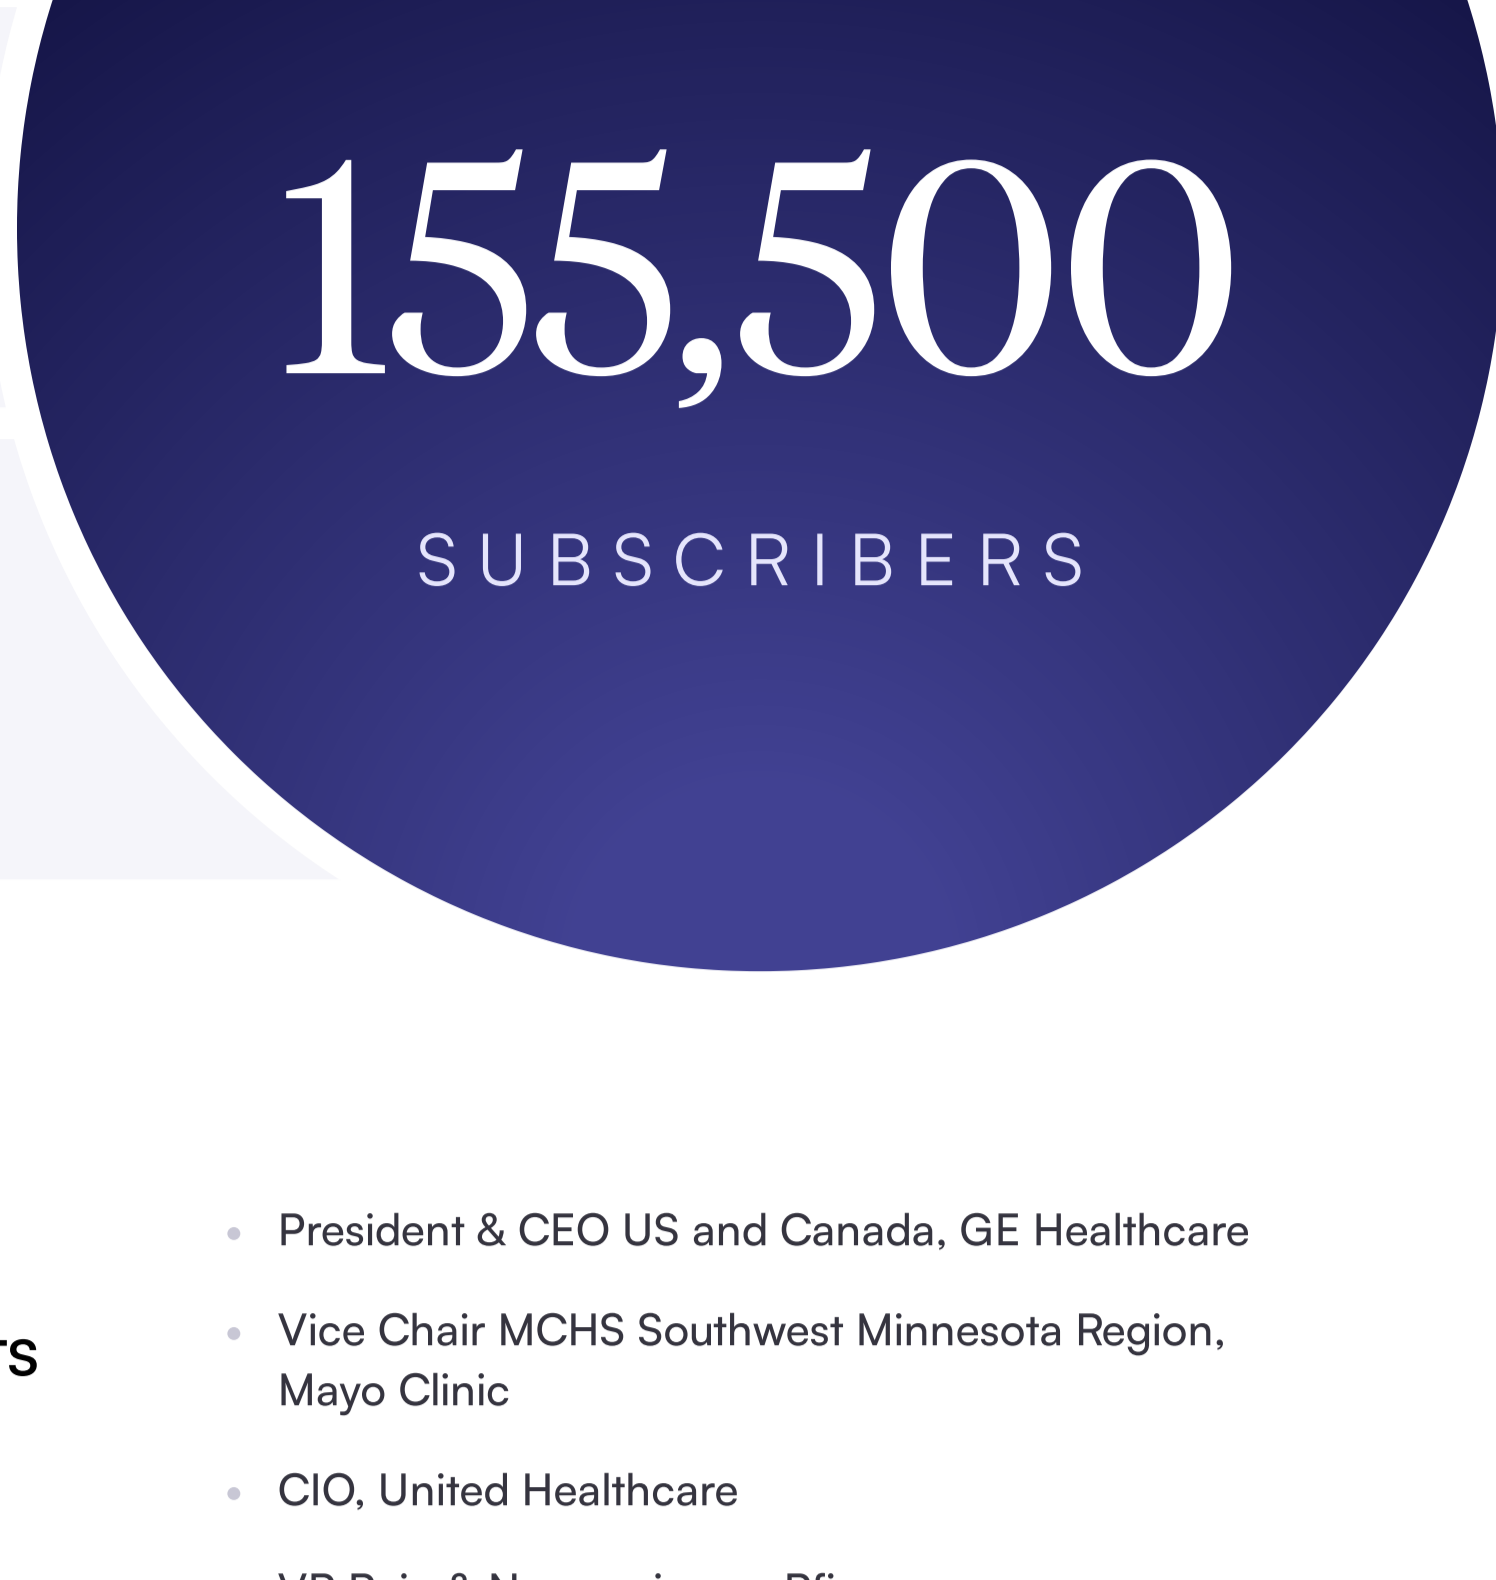 155,500
SUBSCRIBERS
President & CEO US and Canada, GE Healthcare
Vice Chair MCHS Southwest Minnesota Region,
Mayo Clinic
CIO, United Healthcare